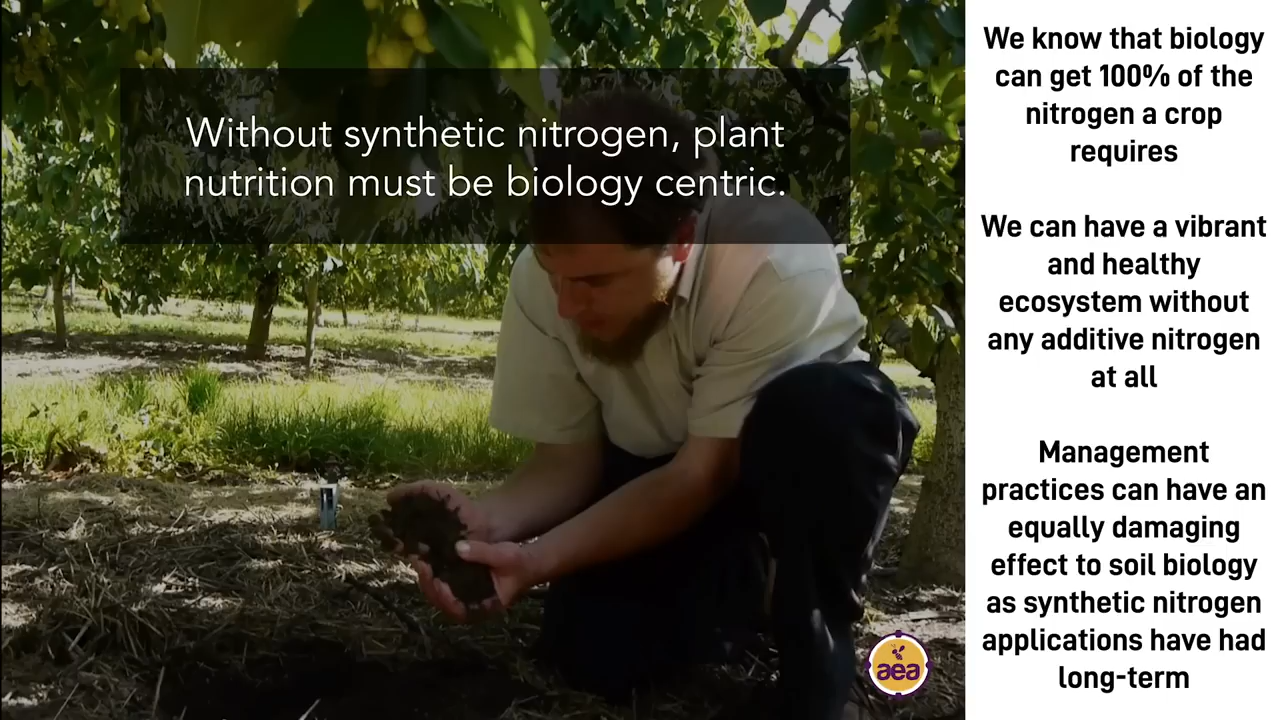 Without synthetic nitrogen, plant
nutrition must be biology centric.
aea
We know that biology
can get 100% of the
nitrogen a crop
requires
We can have a vibrant
and healthy
ecosystem without
any additive nitrogen
at all
Management
practices can have an
equally damaging
effect to soil biology
as synthetic nitrogen
applications have had
long-term